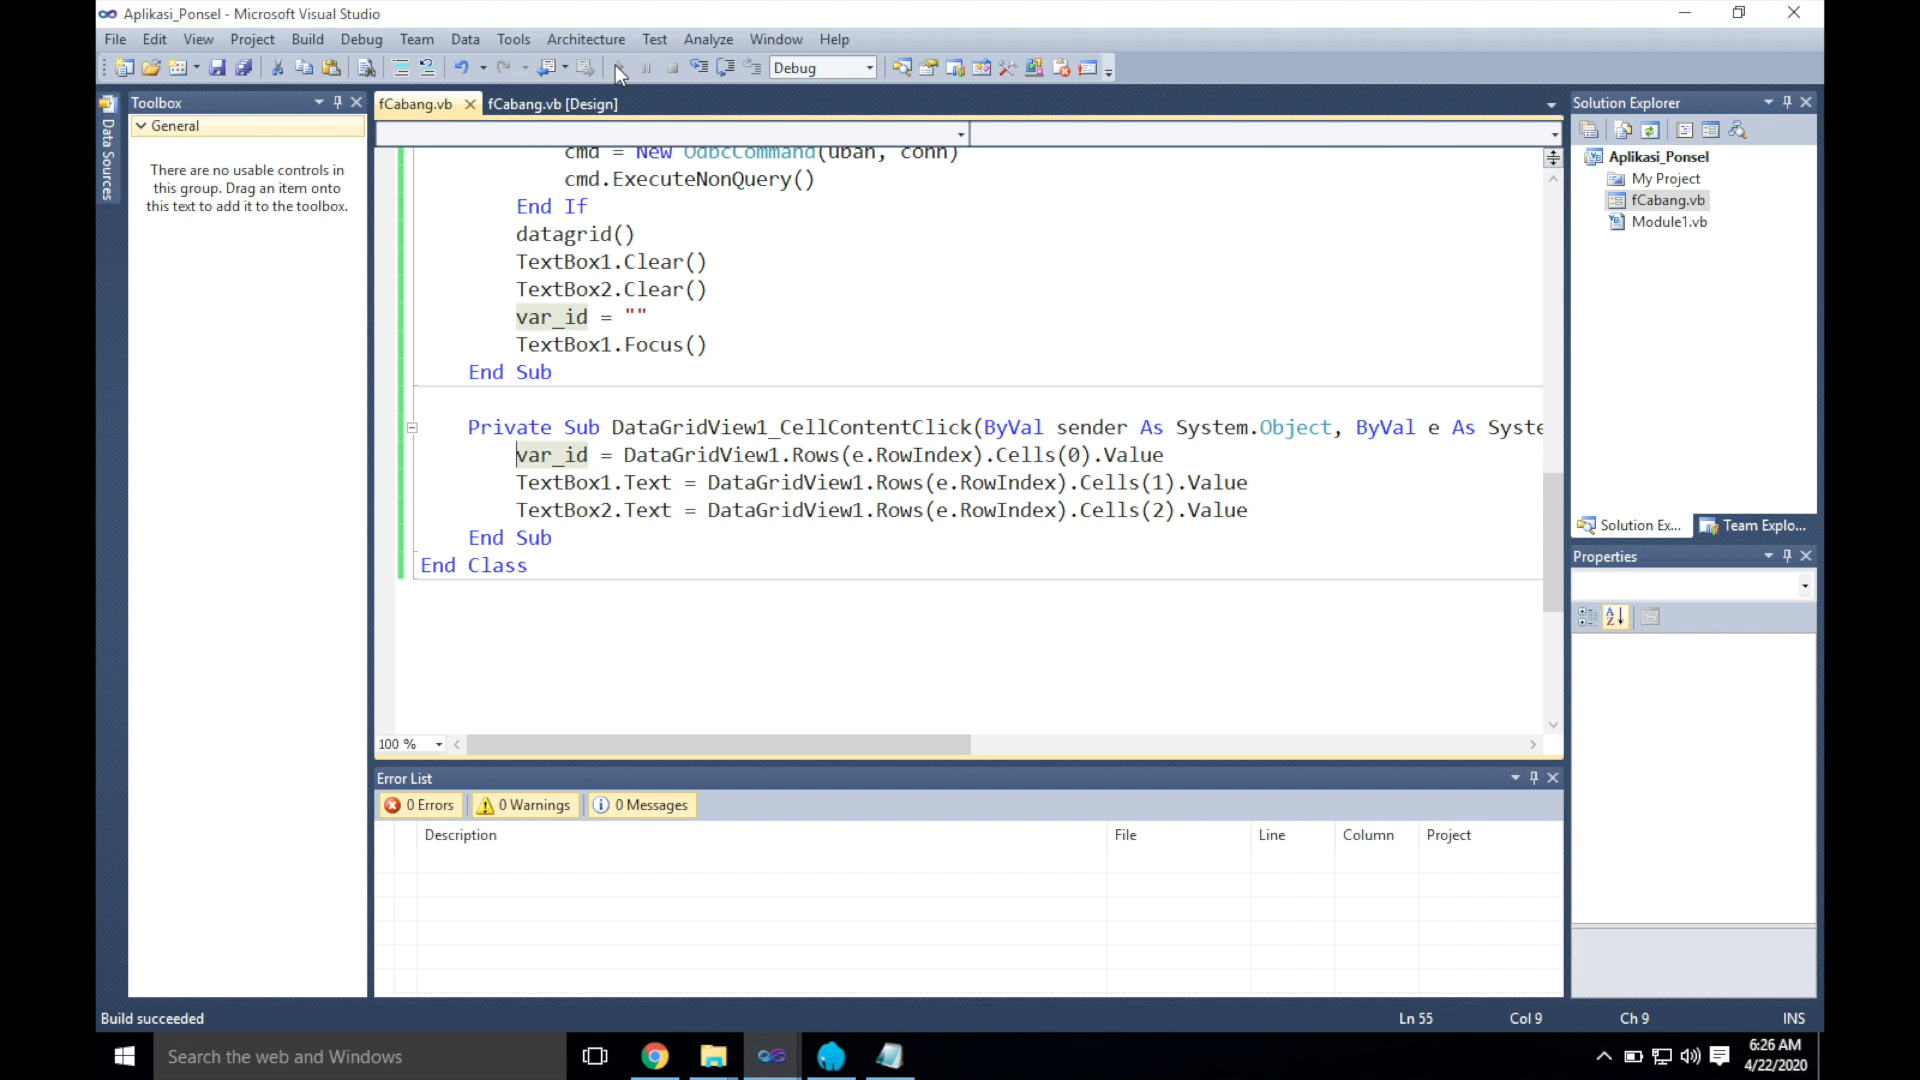 Aplikasi_Ponsel - Microsoft Visual Studio
File Edit View Project Build Debug Team Data Tools Architecture Test Analyze Window Help
Debug
Data Sources
Toolbox
General
There are no usable controls in
this group. Drag an item onto
this text to add it to the toolbox.
fCabang.vb
fCabang.vb [Design]
cmd = New OdbcCommand(ubah, conn)
cmd.ExecuteNonQuery()
End If
datagrid()
TextBox1.Clear()
TextBox2.Clear()
var_id = ""
TextBox1.Focus()
End Sub
Private Sub DataGridView1_CellContentClick(ByVal sender As System.Object, ByVal e As Syste
var_id = DataGridView1.Rows(e.RowIndex).Cells(0).Value
TextBox1.Text = DataGridView1.Rows(e.RowIndex).Cells(1).Value
TextBox2.Text = DataGridView1.Rows(e.RowIndex).Cells(2).Value
End Sub
End Class
100 %
Error List
0 Errors
0 Warnings
0 Messages
Description File Line Column Project
Solution Explorer
Aplikasi_Ponsel
My Project
fCabang.vb
Module1.vb
Solution Ex...
Team Explo...
Properties
Build succeeded
Ln 55 Col 9 Ch 9 INS
Search the web and Windows
6:26 AM
4/22/2020